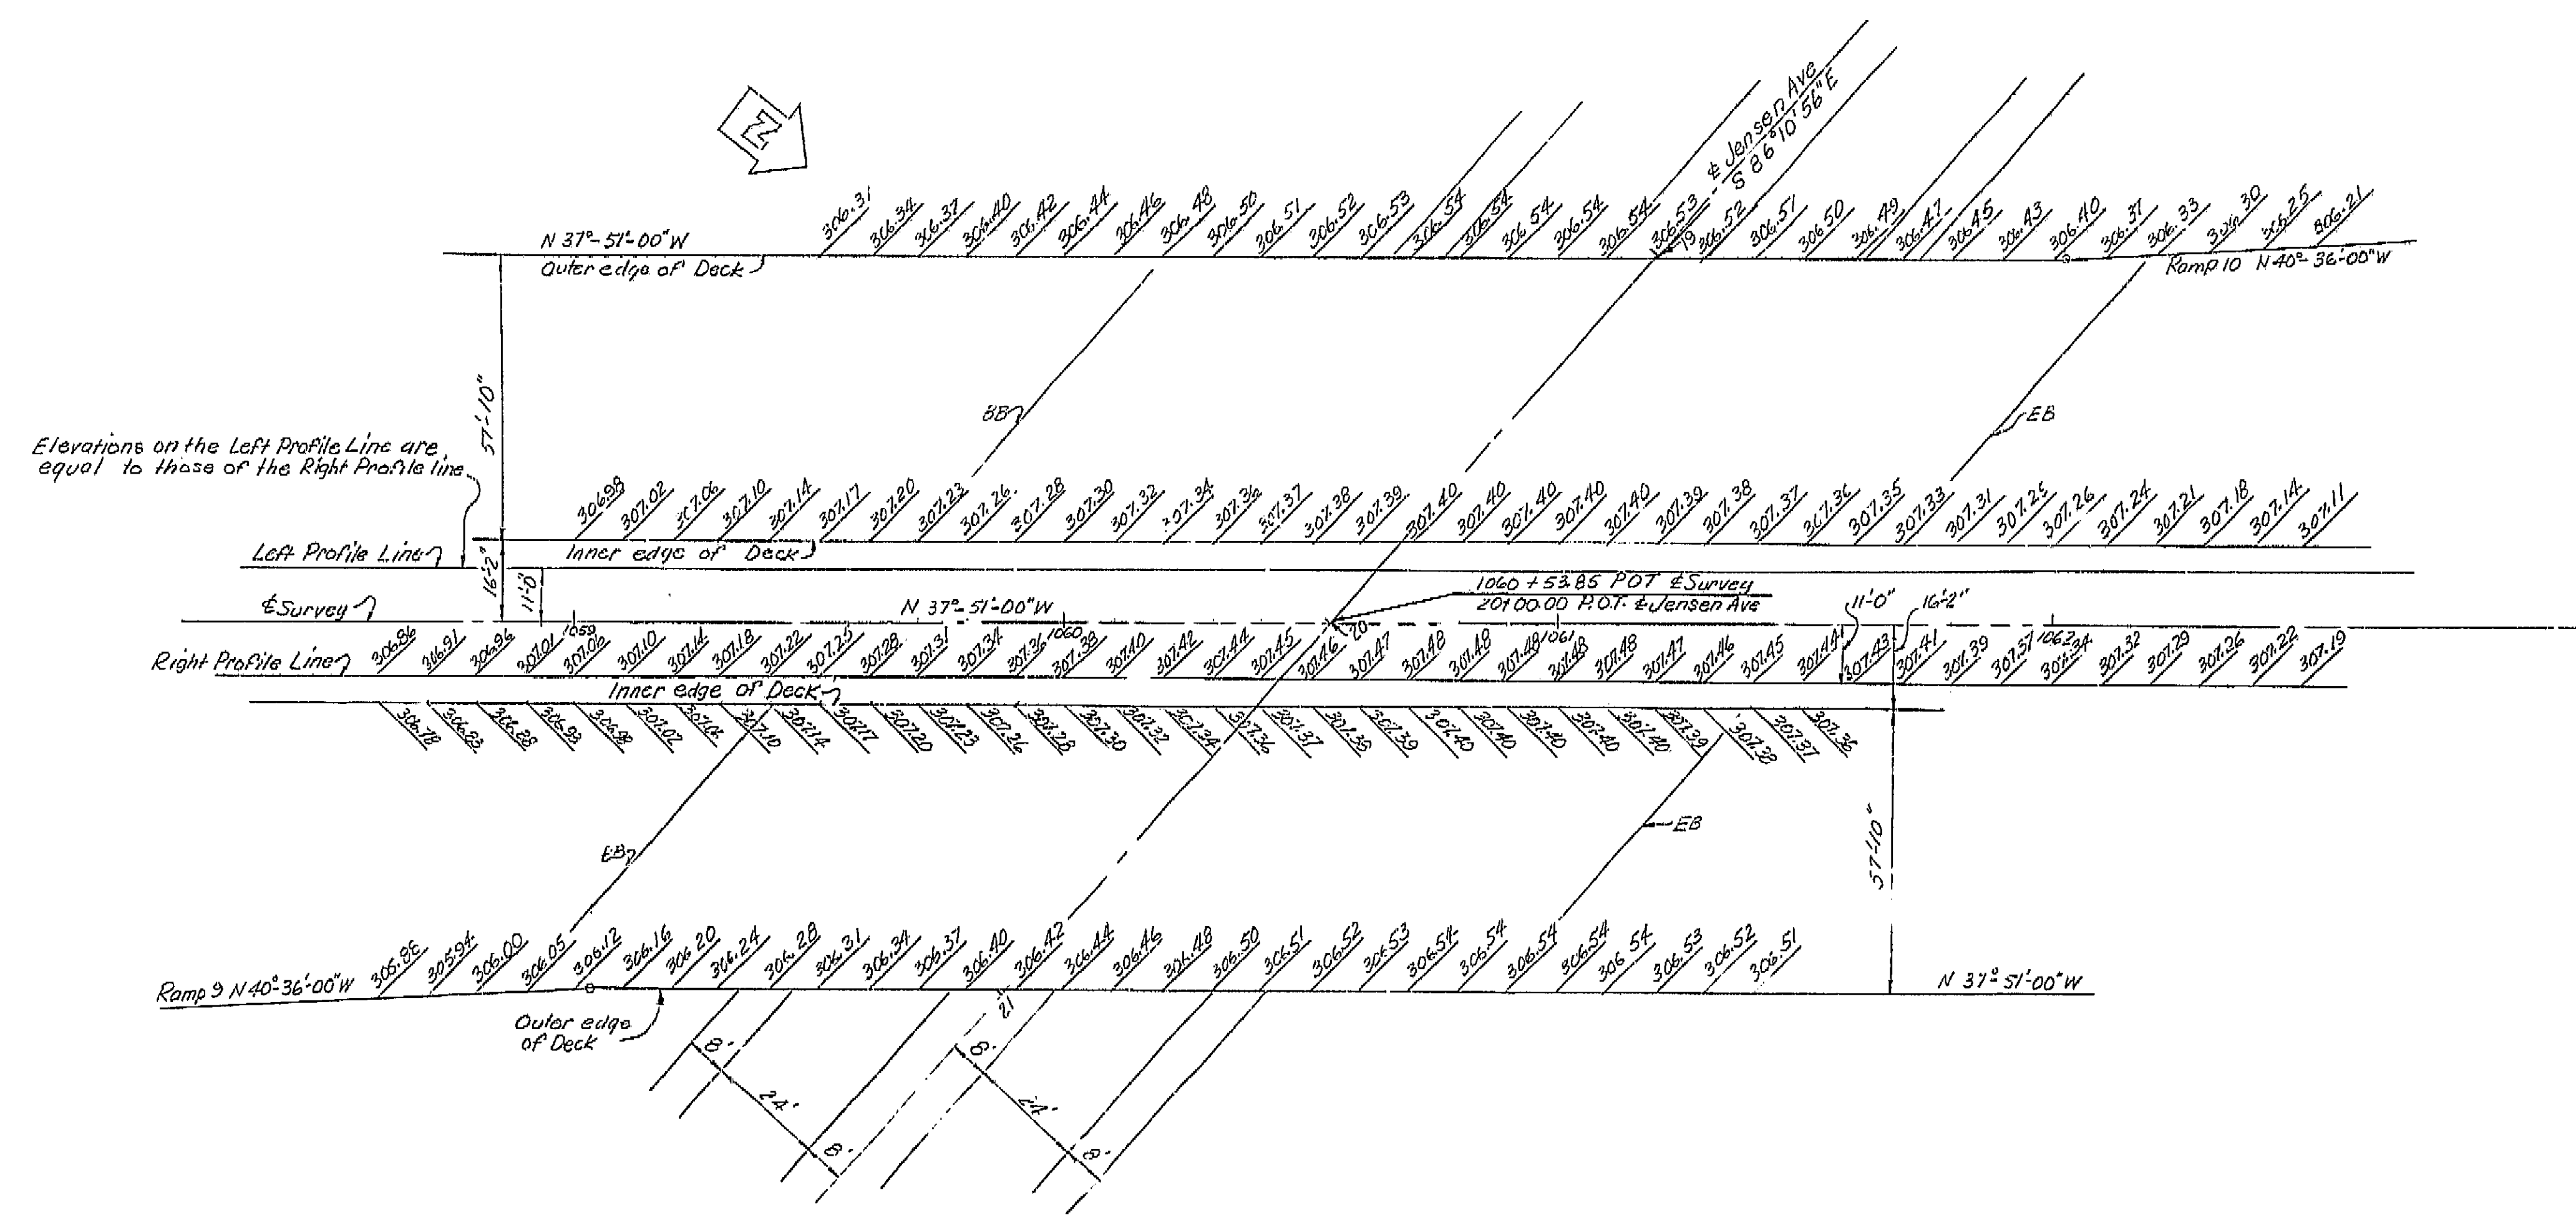 N
℄ Jensen Ave
S 86°10'56" E
306.31 306.34 306.37 306.40 306.42 306.44 306.46 306.48 306.50 306.51 306.52 306.53 306.54 306.54 306.54 306.54 306.54 306.53 306.52 306.51 306.50 306.49 306.47 306.45 306.43 306.40 306.37 306.33 306.30 306.25 306.21
19
N 37°-51'-00" W
Outer edge of Deck
Ramp 10 N 40°-36'-00" W
57'-10"
BB
EB
Elevations on the Left Profile Line are
equal to those of the Right Profile line
306.98 307.02 307.06 307.10 307.14 307.17 307.20 307.23 307.26 307.28 307.30 307.32 307.34 307.36 307.37 307.38 307.39 307.40 307.40 307.40 307.40 307.40 307.39 307.38 307.37 307.36 307.35 307.33 307.31 307.26 307.24 307.21 307.18 307.14 307.11
Left Profile Line
Inner edge of Deck
16'-2"
11'-0"
1060 + 53.85 POT ℄ Survey
20+00.00 P.O.T. ℄ Jensen Ave
℄ Survey
N 37°-51'-00" W
11'-0"
16'-2"
1059
1060
20
1061
1062
306.86 306.91 306.96 307.01 307.06 307.10 307.14 307.18 307.22 307.25 307.28 307.31 307.34 307.36 307.38 307.40 307.42 307.44 307.45 307.46 307.47 307.48 307.48 307.48 307.48 307.48 307.47 307.46 307.45 307.44 307.43 307.41 307.39 307.37 307.34 307.32 307.29 307.26 307.22 307.19
Right Profile Line
Inner edge of Deck
306.78 306.83 306.88 306.93 306.98 307.02 307.06 307.10 307.14 307.17 307.20 307.23 307.26 307.28 307.30 307.32 307.34 307.36 307.37 307.38 307.39 307.40 307.40 307.40 307.40 307.40 307.39 307.38 307.37 307.36
EB
EB
57'-10"
305.94 306.00 306.05 306.12 306.16 306.20 306.24 306.28 306.31 306.34 306.37 306.40 306.42 306.44 306.46 306.48 306.50 306.51 306.52 306.53 306.54 306.54 306.54 306.54 306.54 306.53 306.52 306.51
Ramp 9 N 40°-36'-00" W
N 37° 51'-00" W
21
Outer edge
of Deck
8'
24'
8'
8'
24'
8'